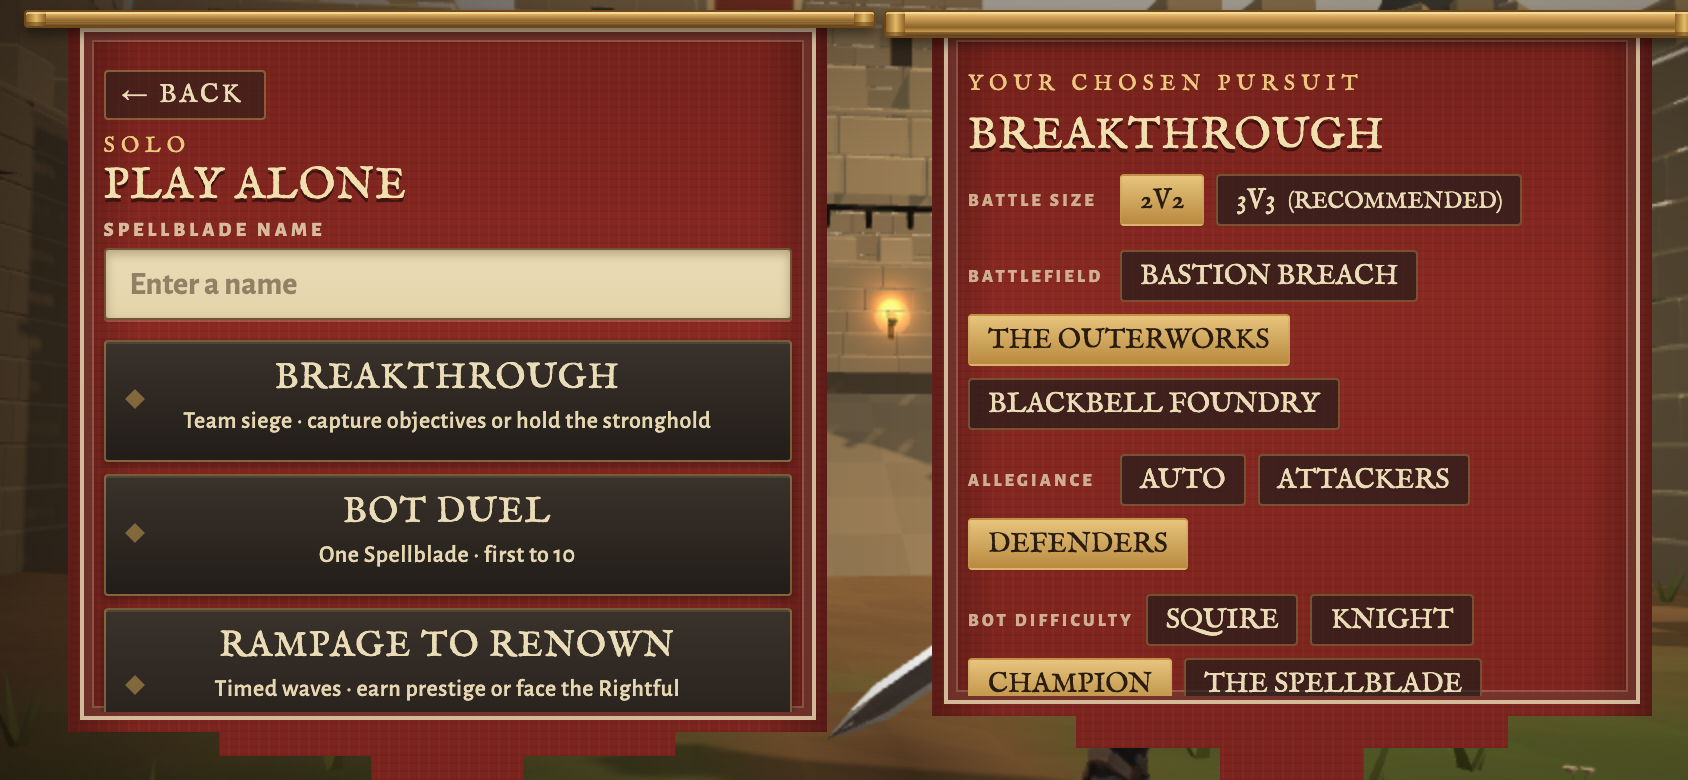 ← BACK
SOLO
PLAY ALONE
SPELLBLADE NAME
Enter a name
BREAKTHROUGH
Team siege · capture objectives or hold the stronghold
BOT DUEL
One Spellblade · first to 10
RAMPAGE TO RENOWN
Timed waves · earn prestige or face the Rightful
YOUR CHOSEN PURSUIT
BREAKTHROUGH
BATTLE SIZE 2V2 3V3 (RECOMMENDED)
BATTLEFIELD BASTION BREACH
THE OUTERWORKS
BLACKBELL FOUNDRY
ALLEGIANCE AUTO ATTACKERS
DEFENDERS
BOT DIFFICULTY SQUIRE KNIGHT
CHAMPION THE SPELLBLADE